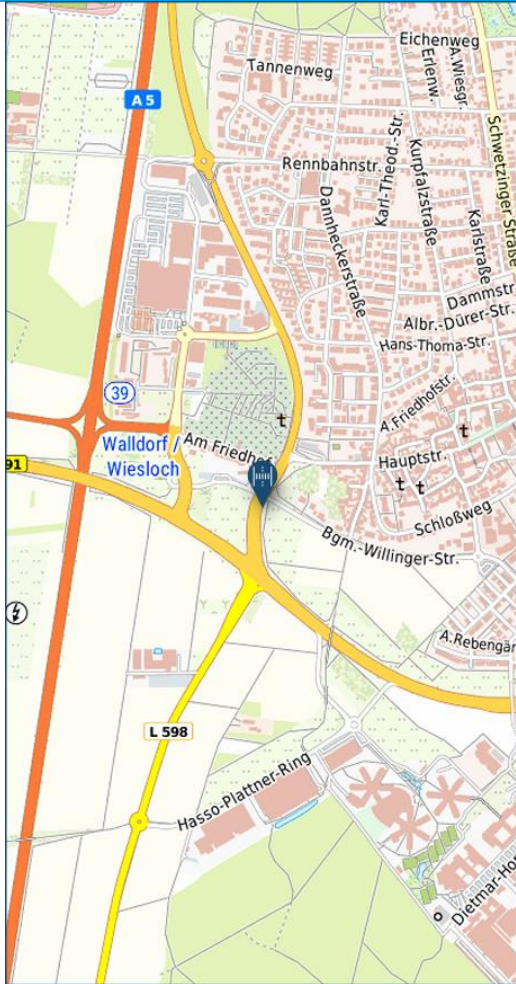 Eichenweg
Tannenweg
Erlenw.
A.Wiesgr.
A 5
Schwetzinger Straße
Rennbahnstr.
Karl-Theod.-Str.
Kurpfalzstraße
Dannheckerstraße
Karlstraße
Dammstr
Albr.-Dürer-Str.
Hans-Thoma-Str.
39
A.Friedhofstr.
Walldorf /
Wiesloch
Am Friedhof
Hauptstr.
91
Schloßweg
Bgm.-Willinger-Str.
A.Rebengär
L 598
Hasso-Plattner-Ring
Dietmar-Hop